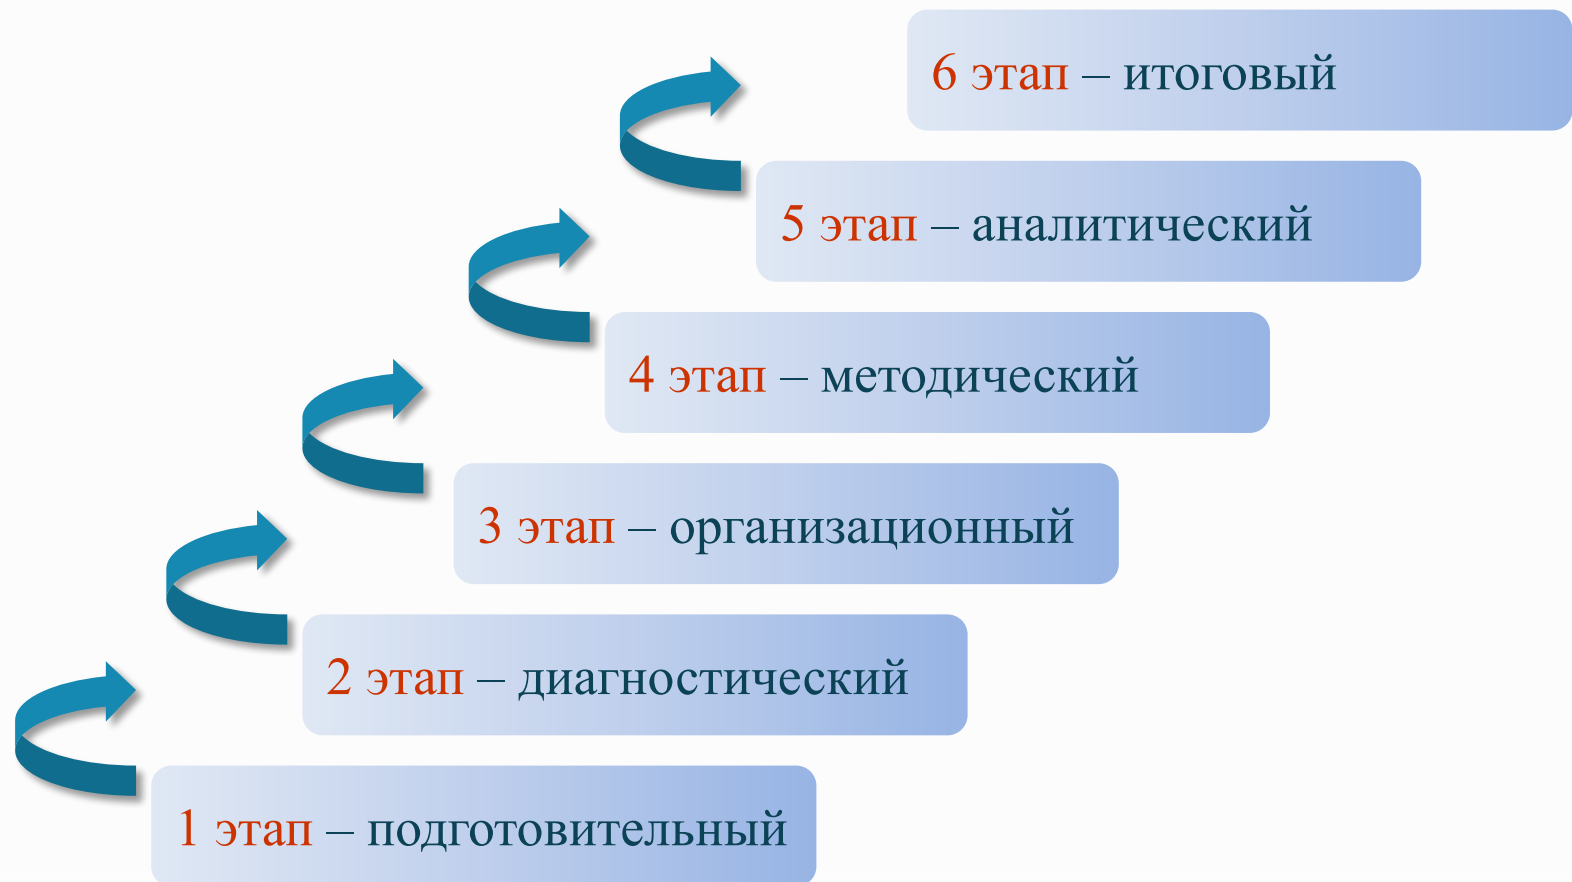 6 этап – итоговый
5 этап – аналитический
4 этап – методический
3 этап – организационный
2 этап – диагностический
1 этап – подготовительный